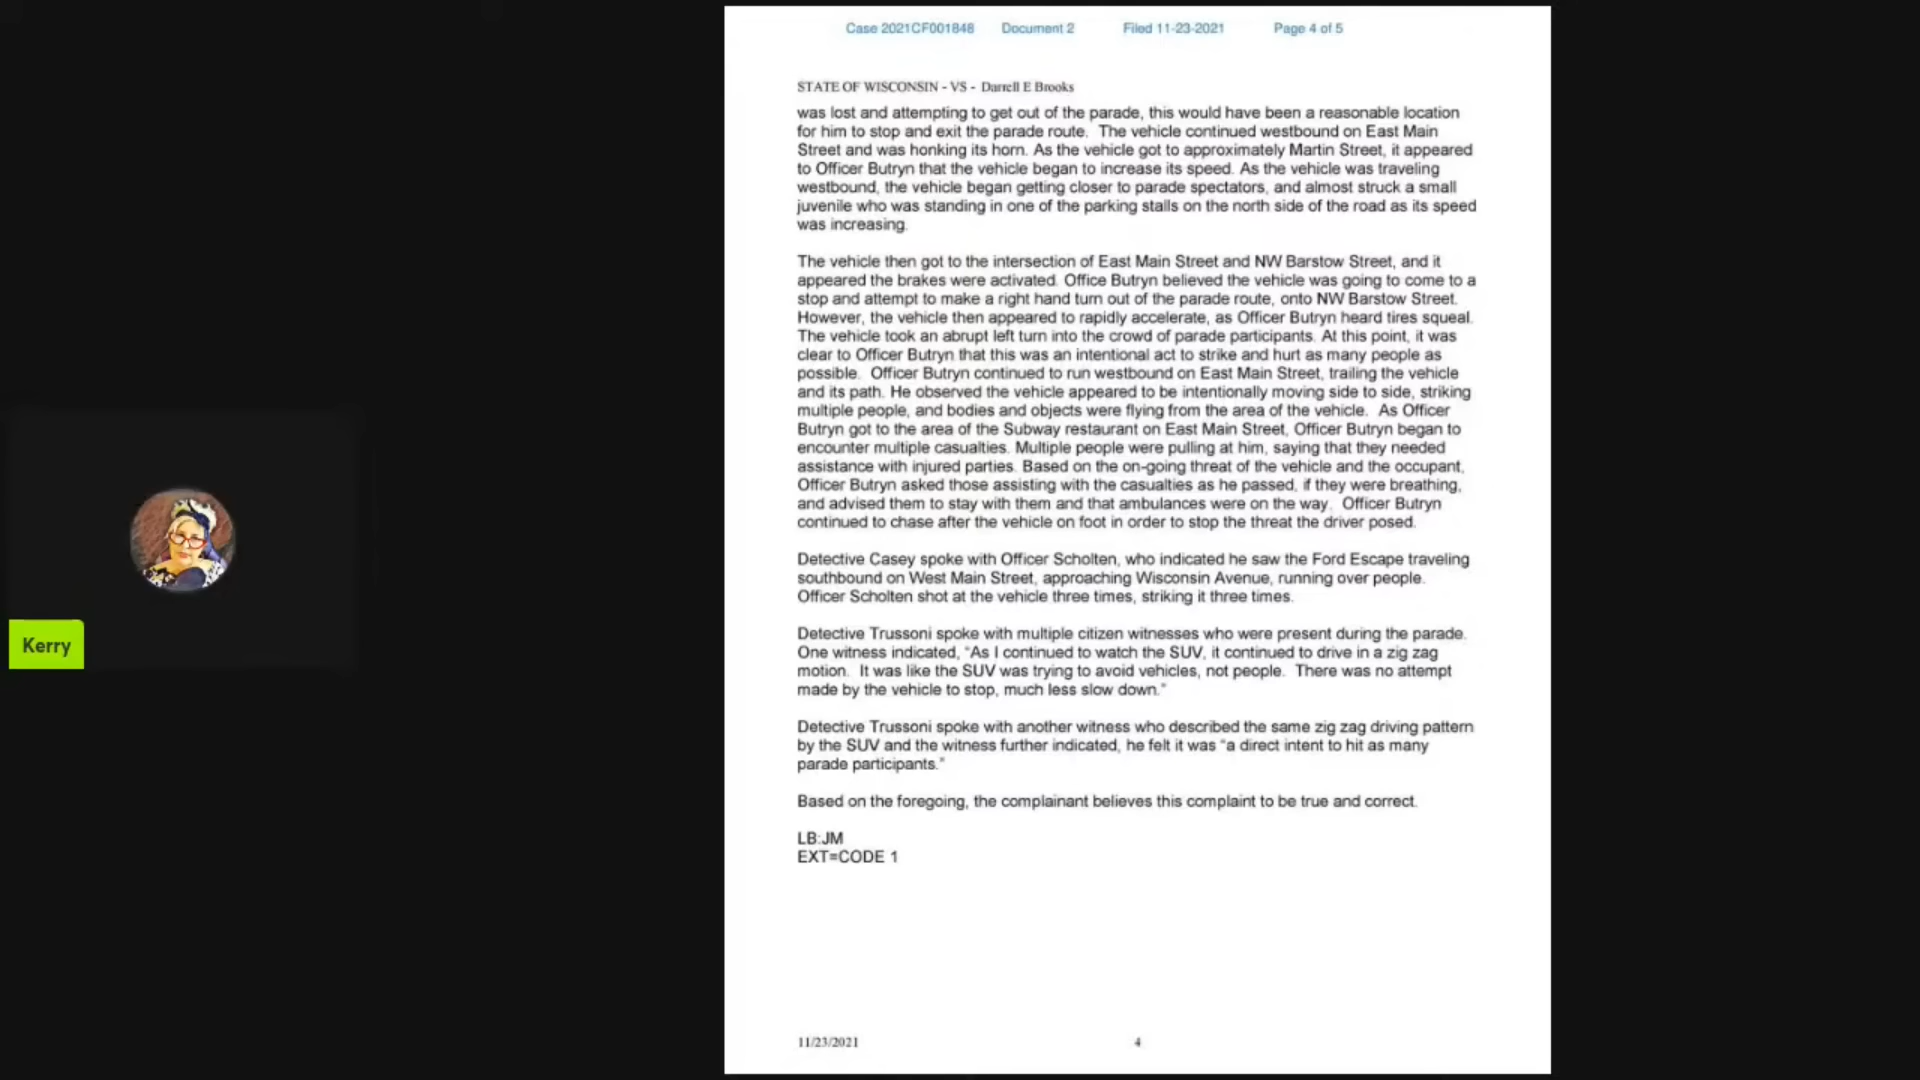 Case 2021CF001848 Document 2 Filed 11-23-2021 Page 4 of 5
STATE OF WISCONSIN - VS - Darrell E Brooks
was lost and attempting to get out of the parade, this would have been a reasonable location
for him to stop and exit the parade route. The vehicle continued westbound on East Main
Street and was honking its horn. As the vehicle got to approximately Martin Street, it appeared
to Officer Butryn that the vehicle began to increase its speed. As the vehicle was traveling
westbound, the vehicle began getting closer to parade spectators, and almost struck a small
juvenile who was standing in one of the parking stalls on the north side of the road as its speed
was increasing.
The vehicle then got to the intersection of East Main Street and NW Barstow Street, and it
appeared the brakes were activated. Office Butryn believed the vehicle was going to come to a
stop and attempt to make a right hand turn out of the parade route, onto NW Barstow Street.
However, the vehicle then appeared to rapidly accelerate, as Officer Butryn heard tires squeal.
The vehicle took an abrupt left turn into the crowd of parade participants. At this point, it was
clear to Officer Butryn that this was an intentional act to strike and hurt as many people as
possible. Officer Butryn continued to run westbound on East Main Street, trailing the vehicle
and its path. He observed the vehicle appeared to be intentionally moving side to side, striking
multiple people, and bodies and objects were flying from the area of the vehicle. As Officer
Butryn got to the area of the Subway restaurant on East Main Street, Officer Butryn began to
encounter multiple casualties. Multiple people were pulling at him, saying that they needed
assistance with injured parties. Based on the on-going threat of the vehicle and the occupant,
Officer Butryn asked those assisting with the casualties as he passed, if they were breathing,
and advised them to stay with them and that ambulances were on the way. Officer Butryn
continued to chase after the vehicle on foot in order to stop the threat the driver posed.
Detective Casey spoke with Officer Scholten, who indicated he saw the Ford Escape traveling
southbound on West Main Street, approaching Wisconsin Avenue, running over people.
Officer Scholten shot at the vehicle three times, striking it three times.
Detective Trussoni spoke with multiple citizen witnesses who were present during the parade.
One witness indicated, “As I continued to watch the SUV, it continued to drive in a zig zag
motion. It was like the SUV was trying to avoid vehicles, not people. There was no attempt
made by the vehicle to stop, much less slow down.”
Detective Trussoni spoke with another witness who described the same zig zag driving pattern
by the SUV and the witness further indicated, he felt it was “a direct intent to hit as many
parade participants.”
Based on the foregoing, the complainant believes this complaint to be true and correct.
LB:JM
EXT=CODE 1
11/23/2021 4
Kerry